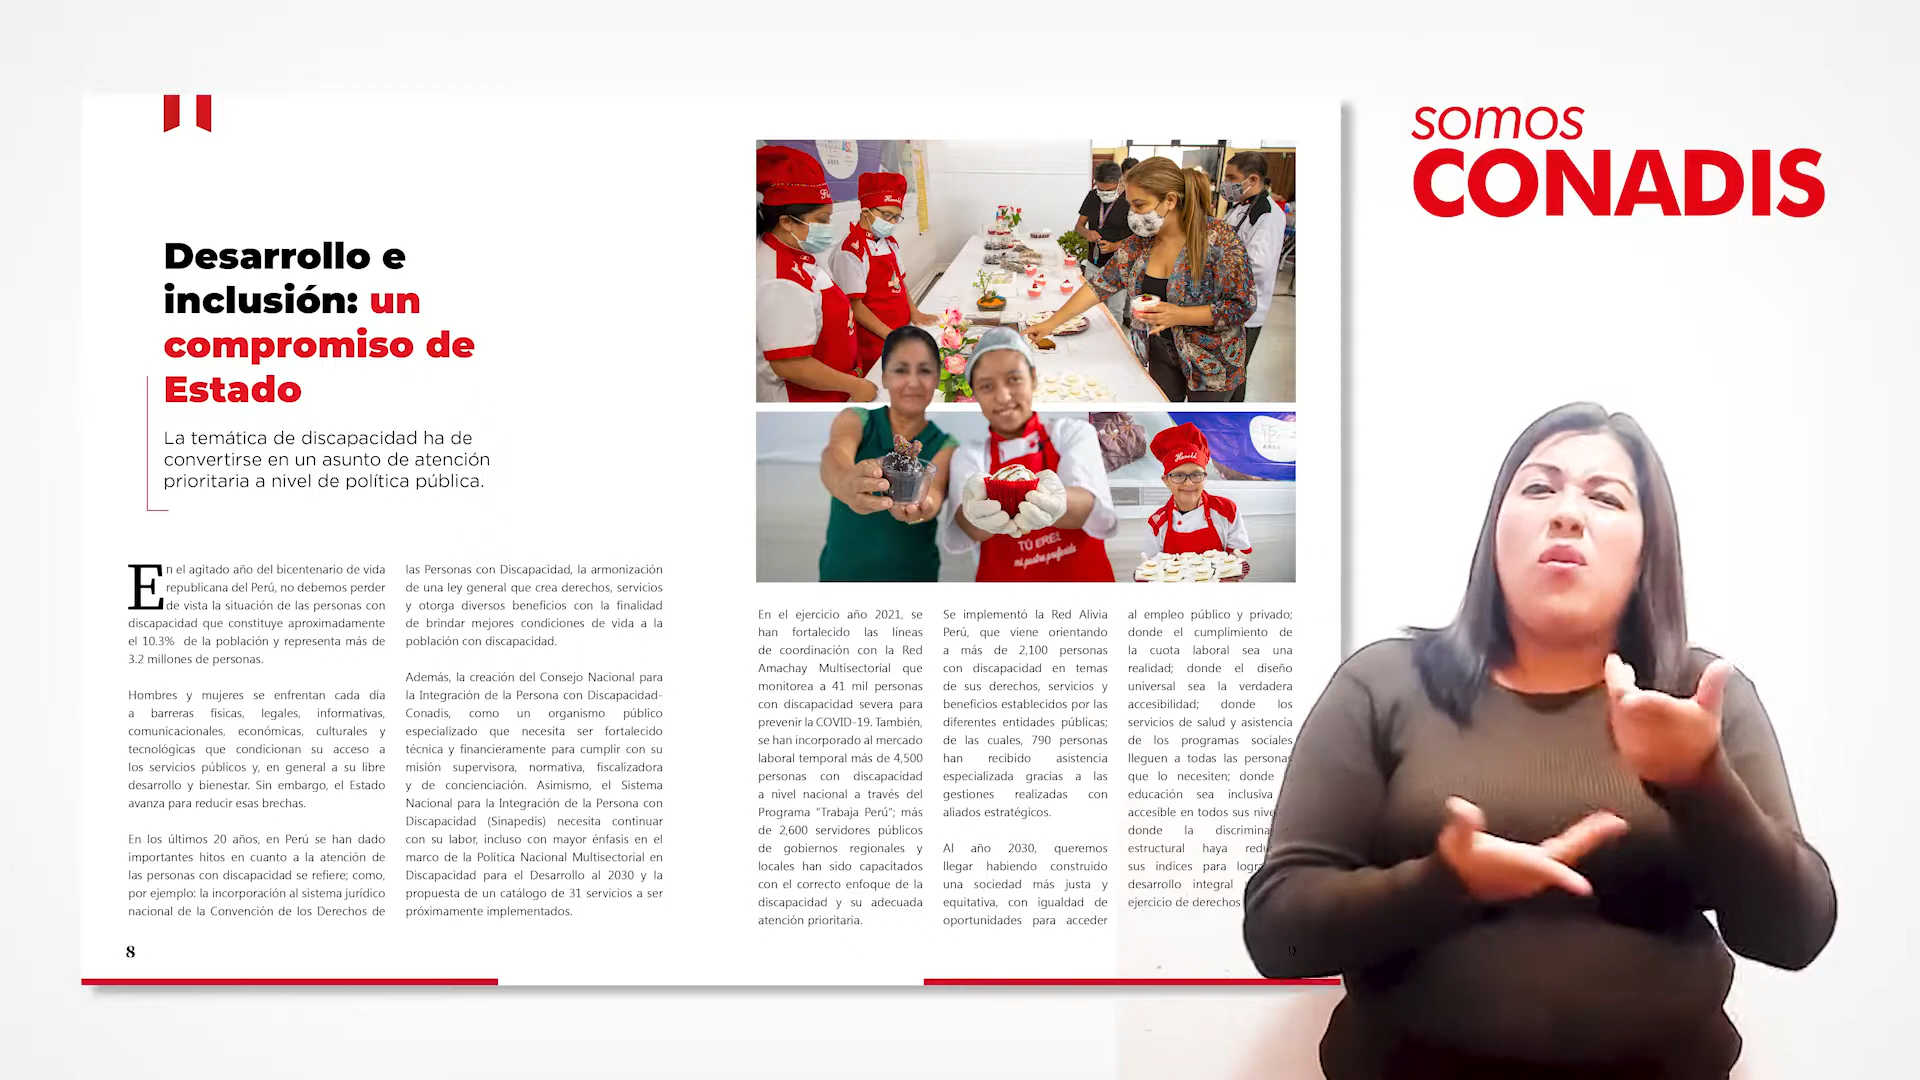 somos
CONADIS
Desarrollo e
inclusión: un
compromiso de
Estado
La temática de discapacidad ha de
convertirse en un asunto de atención
prioritaria a nivel de política pública.
En el agitado año del bicentenario de vida
republicana del Perú, no debemos perder
de vista la situación de las personas con
discapacidad que constituye aproximadamente
el 10.3% de la población y representa más de
3.2 millones de personas.
Hombres y mujeres se enfrentan cada día
a barreras físicas, legales, informativas,
comunicacionales, económicas, culturales y
tecnológicas que condicionan su acceso a
los servicios públicos y, en general a su libre
desarrollo y bienestar. Sin embargo, el Estado
avanza para reducir esas brechas.
En los últimos 20 años, en Perú se han dado
importantes hitos en cuanto a la atención de
las personas con discapacidad se refiere; como,
por ejemplo: la incorporación al sistema jurídico
nacional de la Convención de los Derechos de
las Personas con Discapacidad, la armonización
de una ley general que crea derechos, servicios
y otorga diversos beneficios con la finalidad
de brindar mejores condiciones de vida a la
población con discapacidad.
Además, la creación del Consejo Nacional para
la Integración de la Persona con Discapacidad-
Conadis, como un organismo público
especializado que necesita ser fortalecido
técnica y financieramente para cumplir con su
misión supervisora, normativa, fiscalizadora
y de concienciación. Asimismo, el Sistema
Nacional para la Integración de la Persona con
Discapacidad (Sinapedis) necesita continuar
con su labor, incluso con mayor énfasis en el
marco de la Política Nacional Multisectorial en
Discapacidad para el Desarrollo al 2030 y la
propuesta de un catálogo de 31 servicios a ser
próximamente implementados.
8
Harold
Harold
TÚ ERES
mi postre preferido
En el ejercicio año 2021, se
han fortalecido las líneas
de coordinación con la Red
Amachay Multisectorial que
monitorea a 41 mil personas
con discapacidad severa para
prevenir la COVID-19. También,
se han incorporado al mercado
laboral temporal más de 4,500
personas con discapacidad
a nivel nacional a través del
Programa “Trabaja Perú”; más
de 2,600 servidores públicos
de gobiernos regionales y
locales han sido capacitados
con el correcto enfoque de la
discapacidad y su adecuada
atención prioritaria.
Se implementó la Red Alivia
Perú, que viene orientando
a más de 2,100 personas
con discapacidad en temas
de sus derechos, servicios y
beneficios establecidos por las
diferentes entidades públicas;
de las cuales, 790 personas
han recibido asistencia
especializada gracias a las
gestiones realizadas con
aliados estratégicos.
Al año 2030, queremos
llegar habiendo construido
una sociedad más justa y
equitativa, con igualdad de
oportunidades para acceder
al empleo público y privado;
donde el cumplimiento de
la cuota laboral sea una
realidad; donde el diseño
universal sea la verdadera
accesibilidad; donde los
servicios de salud y asistencia
de los programas sociales
lleguen a todas las personas
que lo necesiten; donde
educación sea inclusiva
accesible en todos sus
donde la
estructural haya
sus índices para
desarrollo integral
ejercicio de derechos
9